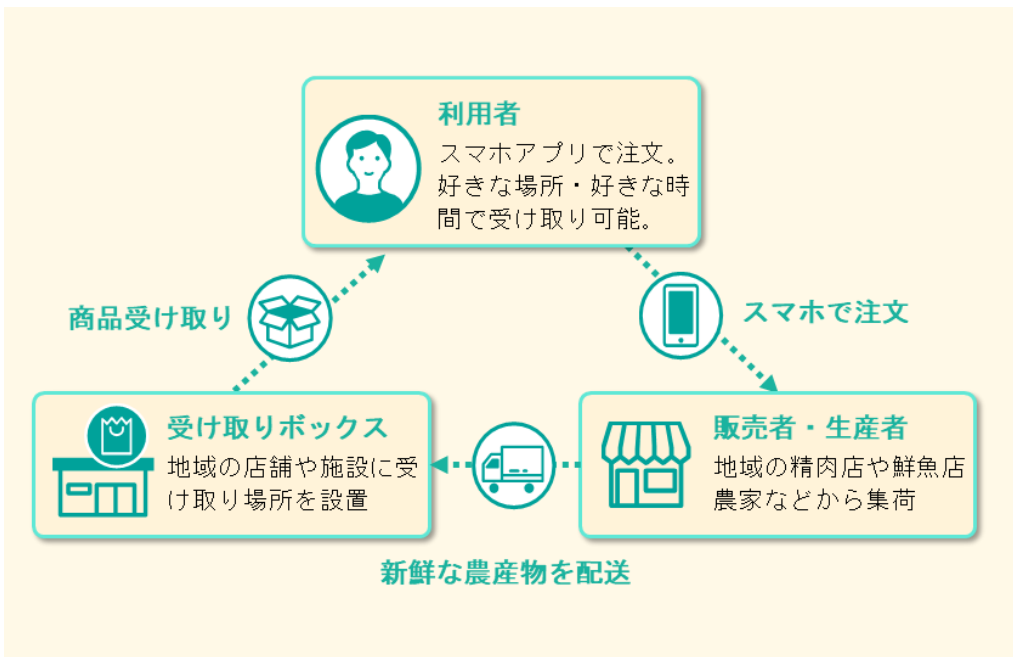 利用者
スマホアプリで注文。
好きな場所・好きな時
間で受け取り可能。
商品受け取り
スマホで注文
受け取りボックス
地域の店舗や施設に受
け取り場所を設置
販売者・生産者
地域の精肉店や鮮魚店
農家などから集荷
新鮮な農産物を配送